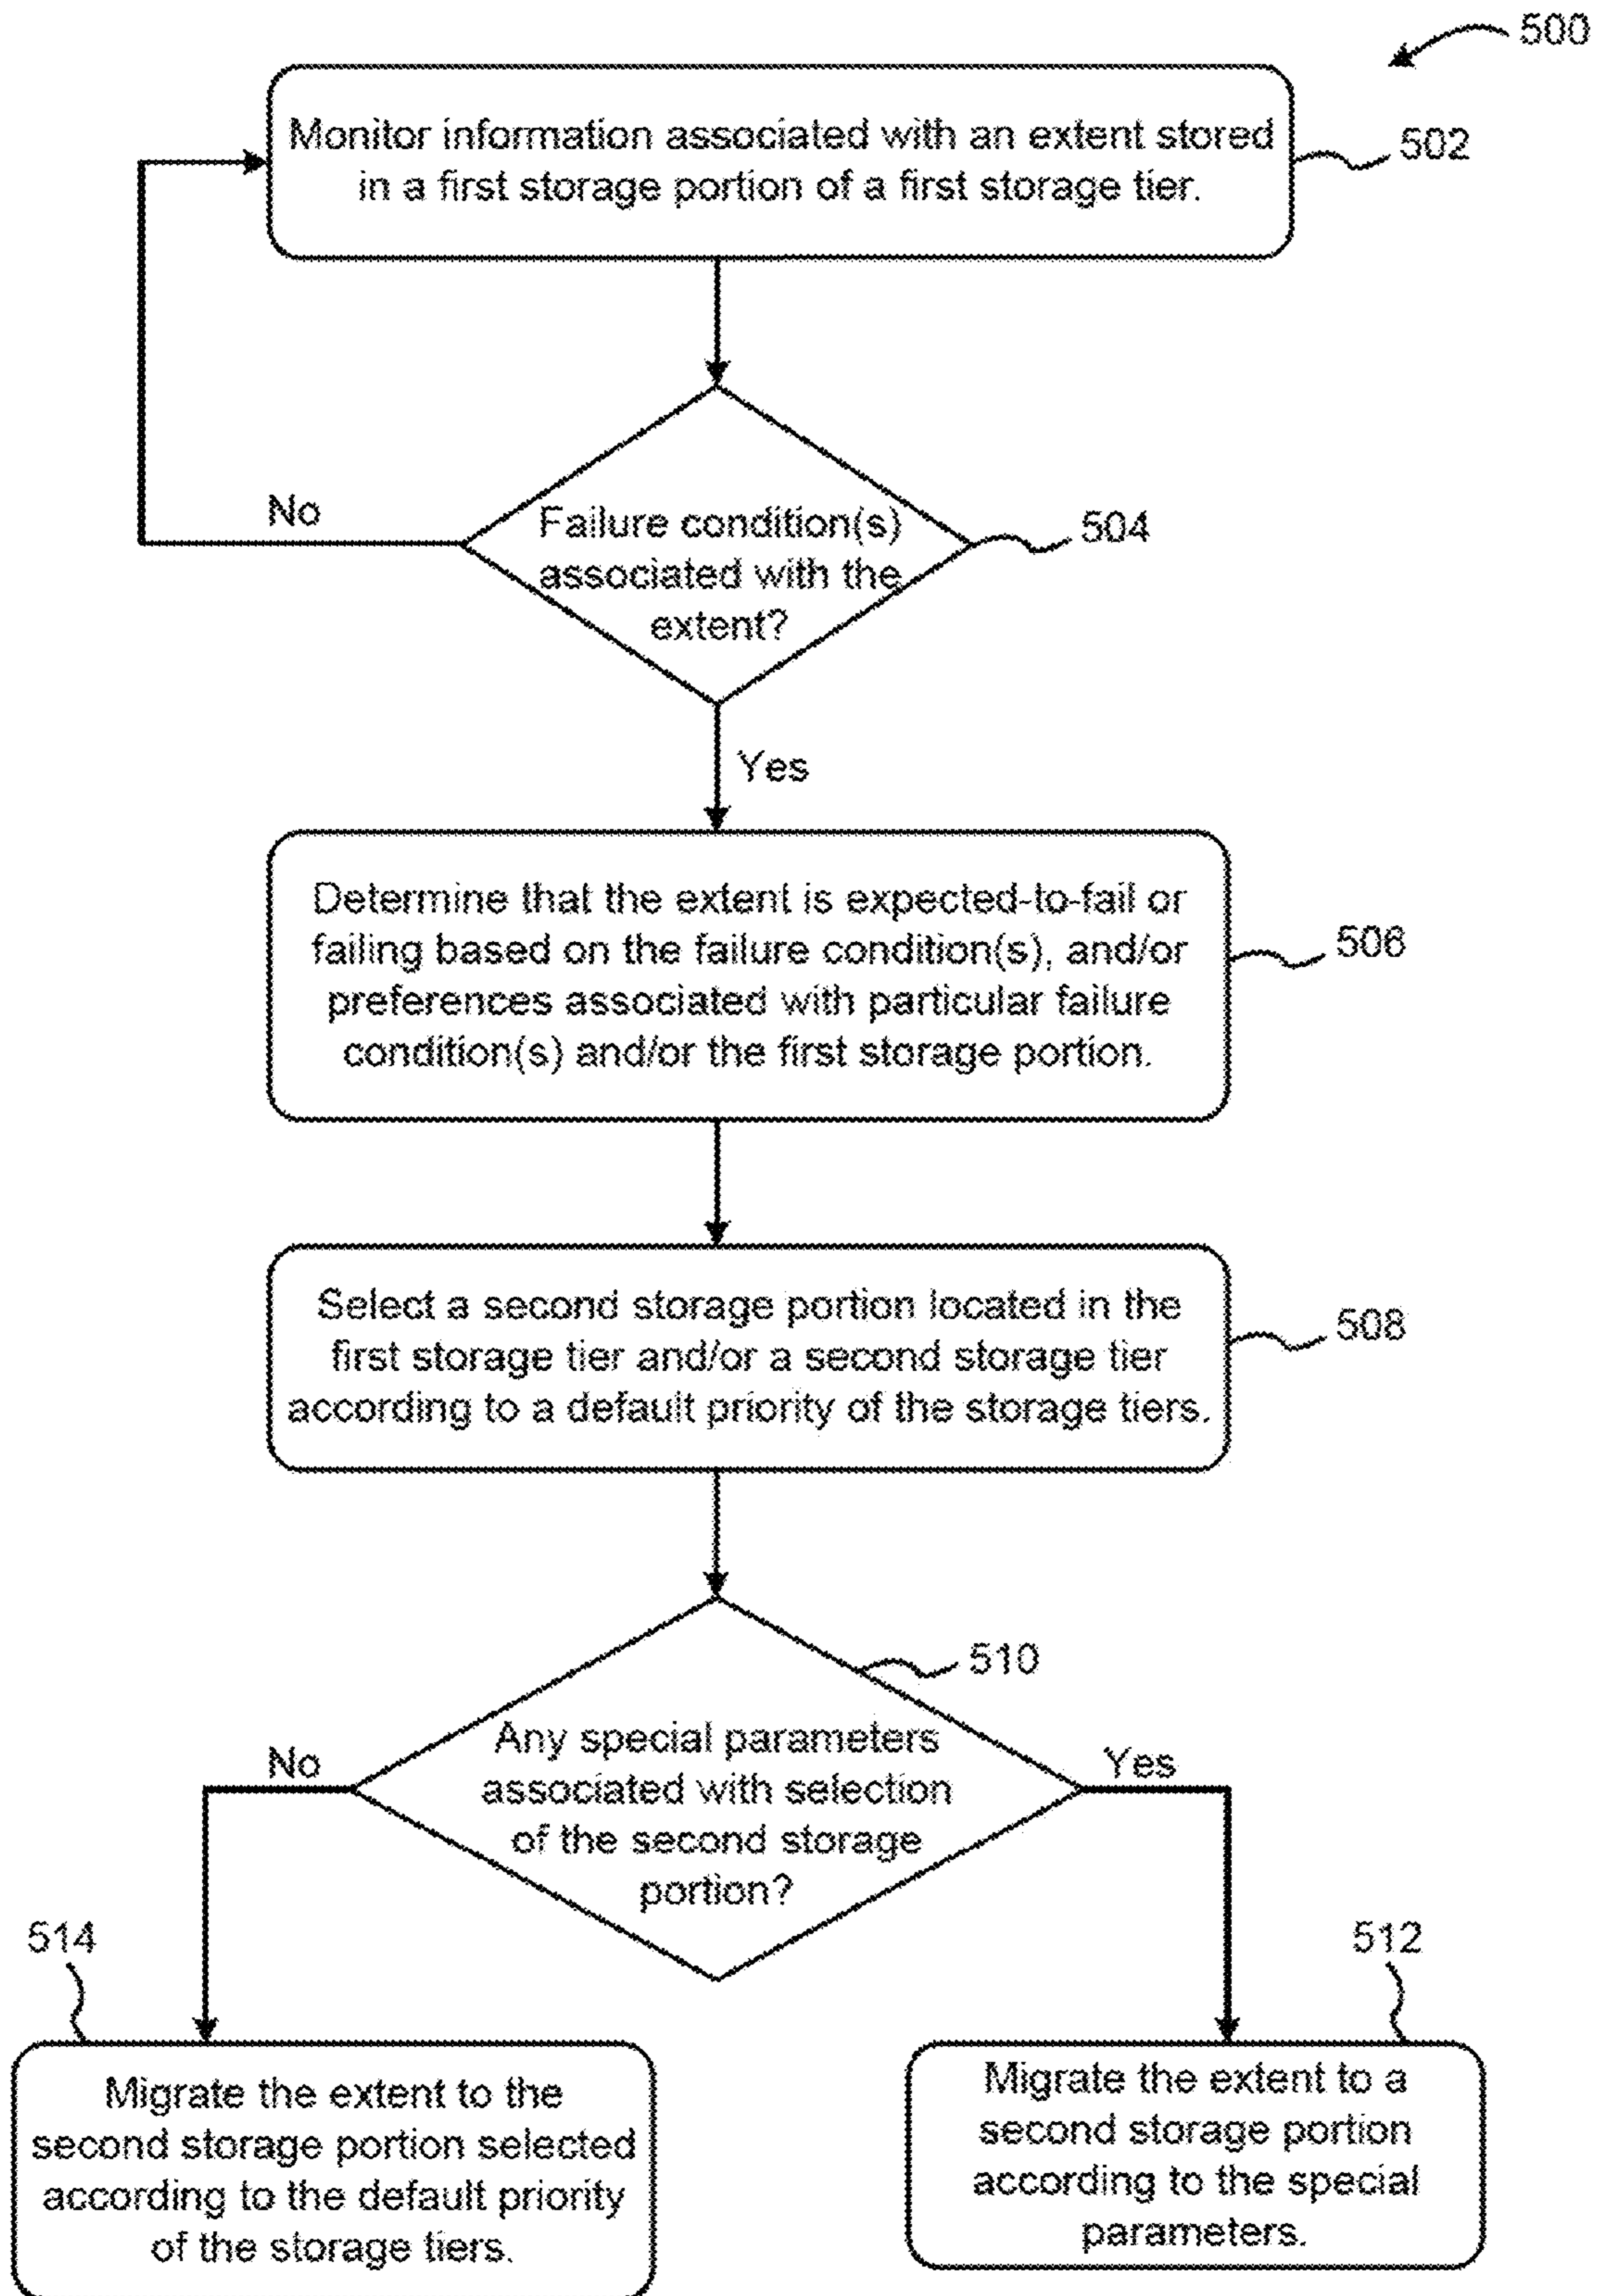 500
Monitor information associated with an extent stored
in a first storage portion of a first storage tier.
502
No
Failure condition(s)
associated with the
extent?
504
Yes
Determine that the extent is expected-to-fail or
failing based on the failure condition(s), and/or
preferences associated with particular failure
condition(s) and/or the first storage portion.
506
Select a second storage portion located in the
first storage tier and/or a second storage tier
according to a default priority of the storage tiers.
508
510
No
Any special parameters
associated with selection
of the second storage
portion?
Yes
514
512
Migrate the extent to the
second storage portion selected
according to the default priority
of the storage tiers.
Migrate the extent to a
second storage portion
according to the special
parameters.